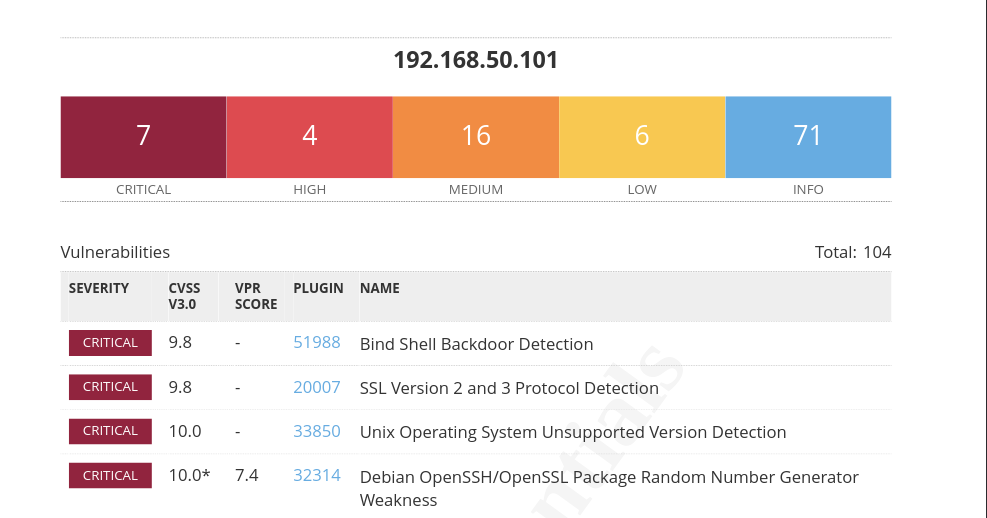 192.168.50.101
7 4 16 6 71
CRITICAL HIGH MEDIUM LOW INFO
Vulnerabilities Total: 104
SEVERITY CVSS VPR PLUGIN NAME
V3.0 SCORE
CRITICAL 9.8 - 51988 Bind Shell Backdoor Detection
CRITICAL 9.8 - 20007 SSL Version 2 and 3 Protocol Detection
CRITICAL 10.0 - 33850 Unix Operating System Unsupported Version Detection
CRITICAL 10.0* 7.4 32314 Debian OpenSSH/OpenSSL Package Random Number Generator
Weakness